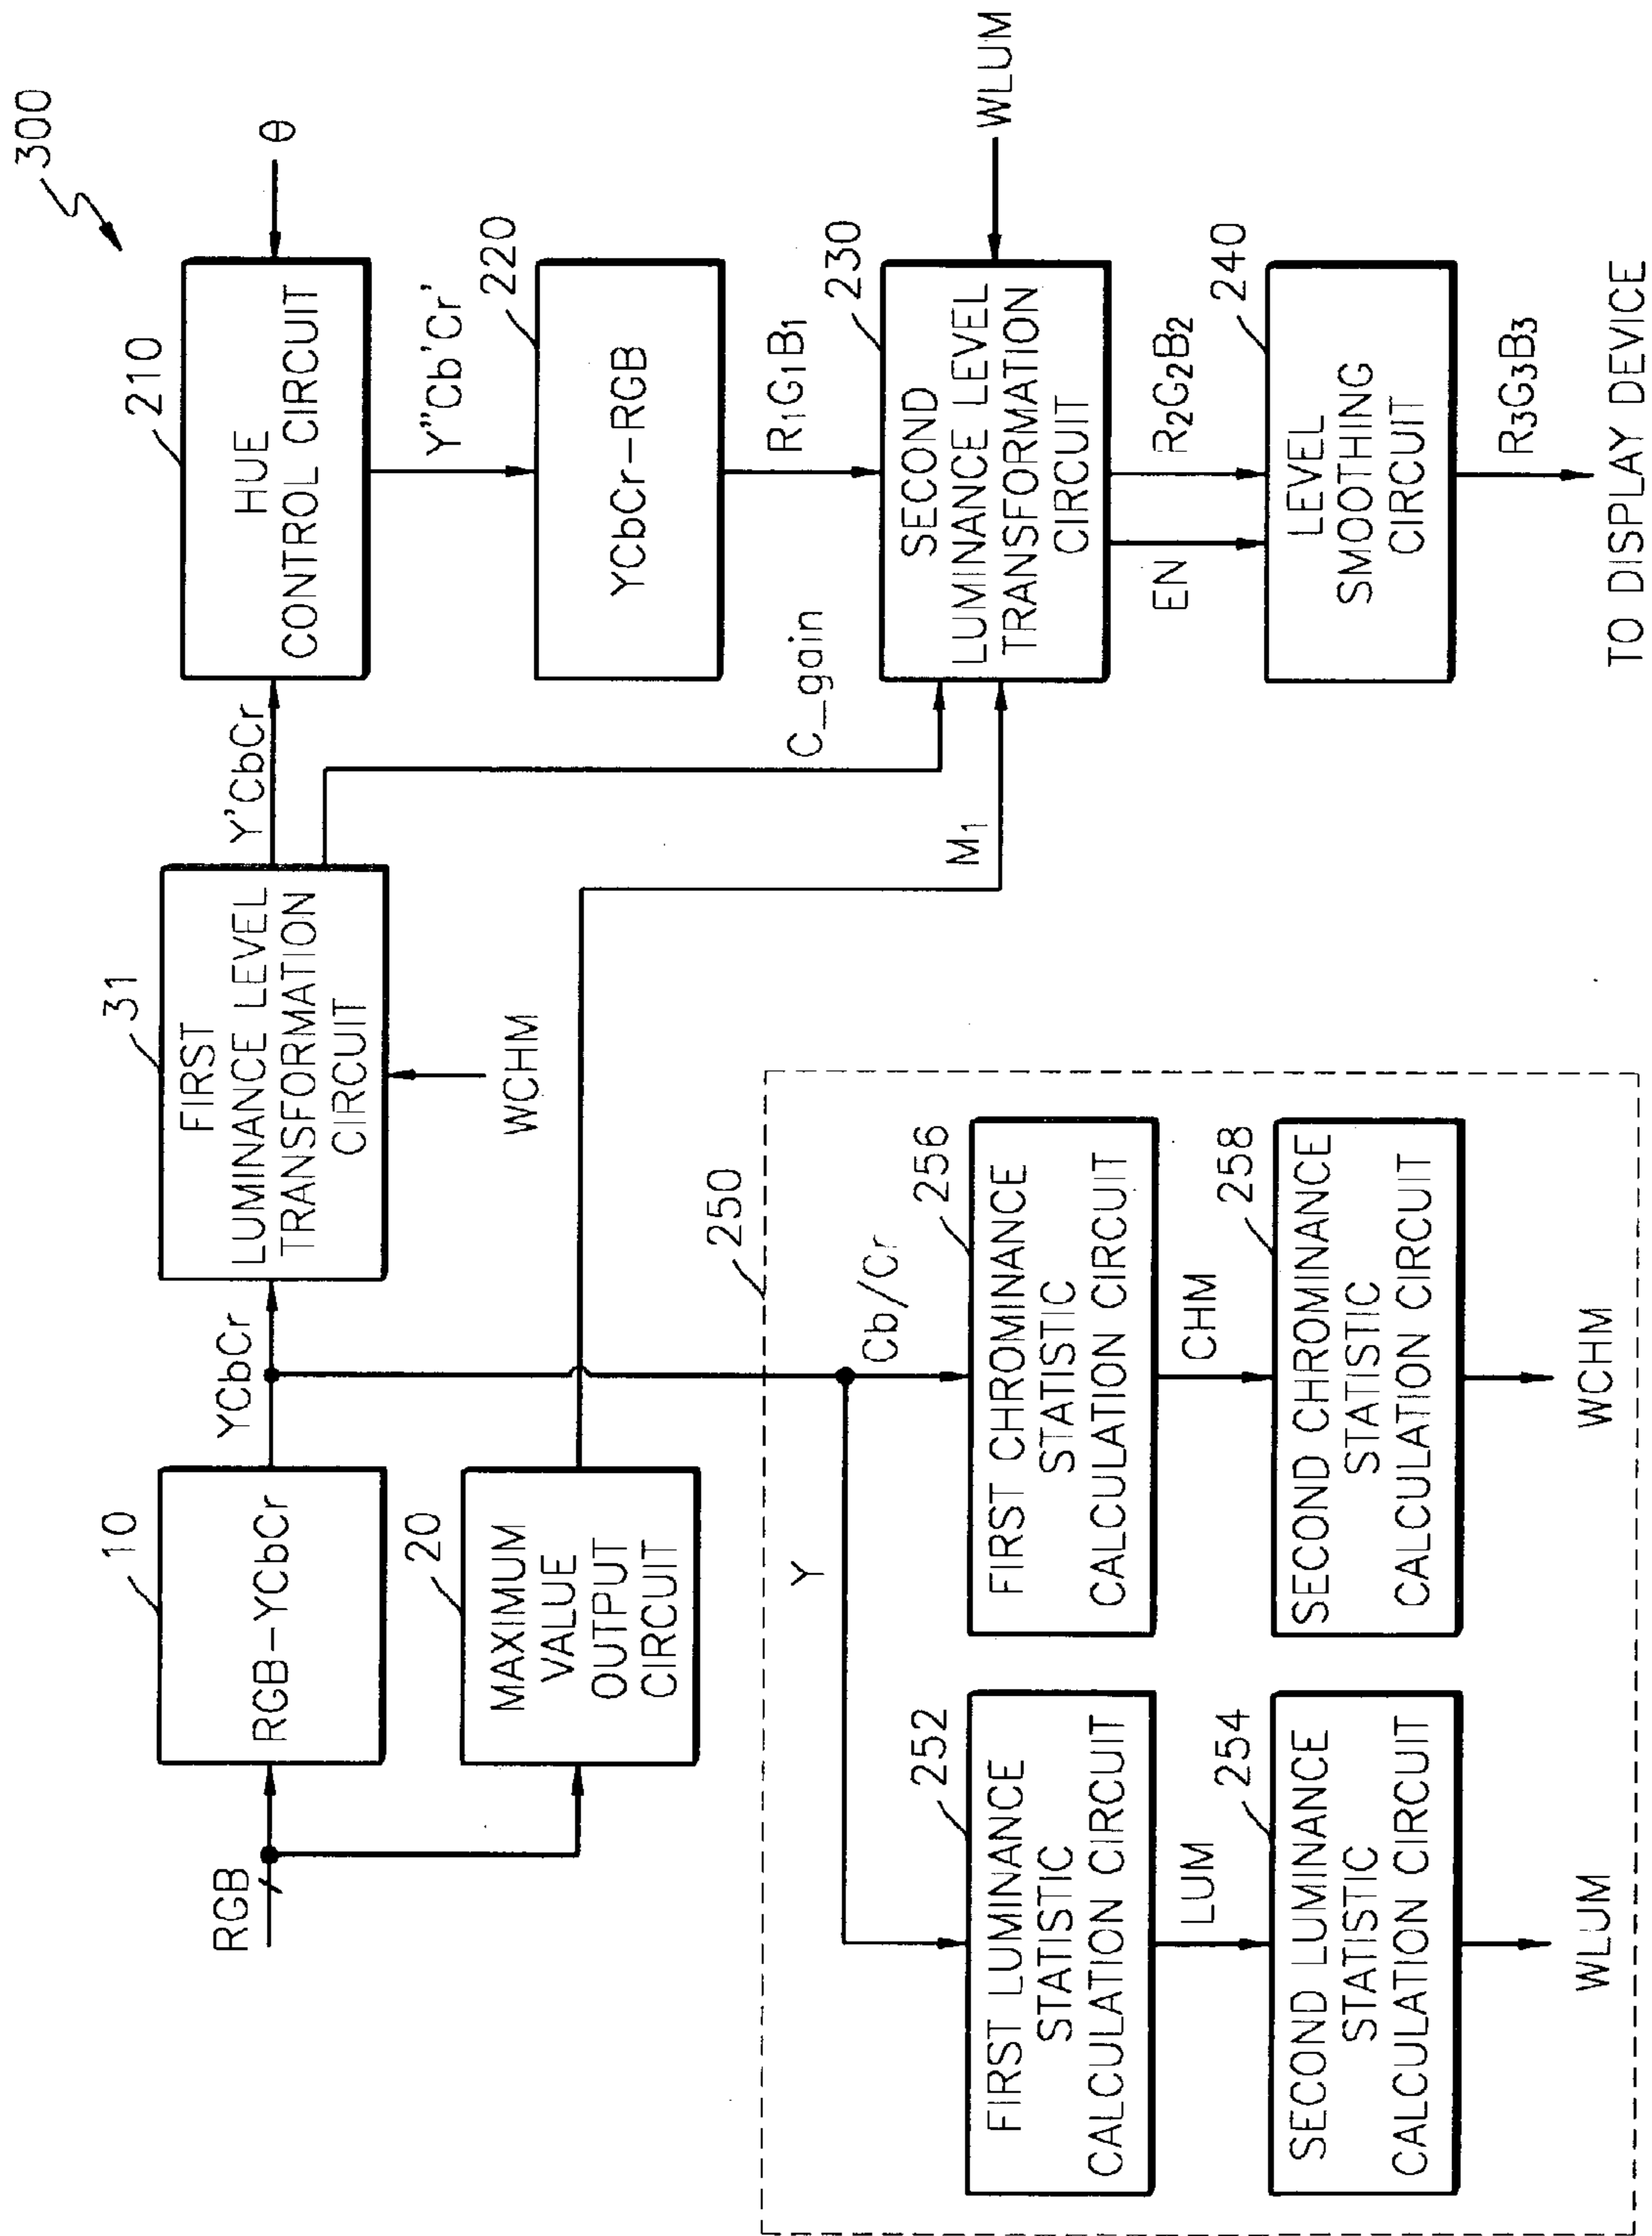 300
10
RGB-YCbCr
RGB
YCbCr
31
FIRST
LUMINANCE LEVEL
TRANSFORMATION
CIRCUIT
WCHM
Y'CbCr
210
HUE
CONTROL CIRCUIT
θ
20
MAXIMUM
VALUE
OUTPUT
CIRCUIT
Y"Cb'Cr'
220
YCbCr-RGB
C_gain
R1G1B1
M1
230
SECOND
LUMINANCE LEVEL
TRANSFORMATION
CIRCUIT
WLUM
EN
R2G2B2
240
LEVEL
SMOOTHING
CIRCUIT
R3G3B3
TO DISPLAY DEVICE
250
Y
Cb/Cr
252
FIRST LUMINANCE
STATISTIC
CALCULATION CIRCUIT
LUM
254
SECOND LUMINANCE
STATISTIC
CALCULATION CIRCUIT
WLUM
256
FIRST CHROMINANCE
STATISTIC
CALCULATION CIRCUIT
CHM
258
SECOND CHROMINANCE
STATISTIC
CALCULATION CIRCUIT
WCHM